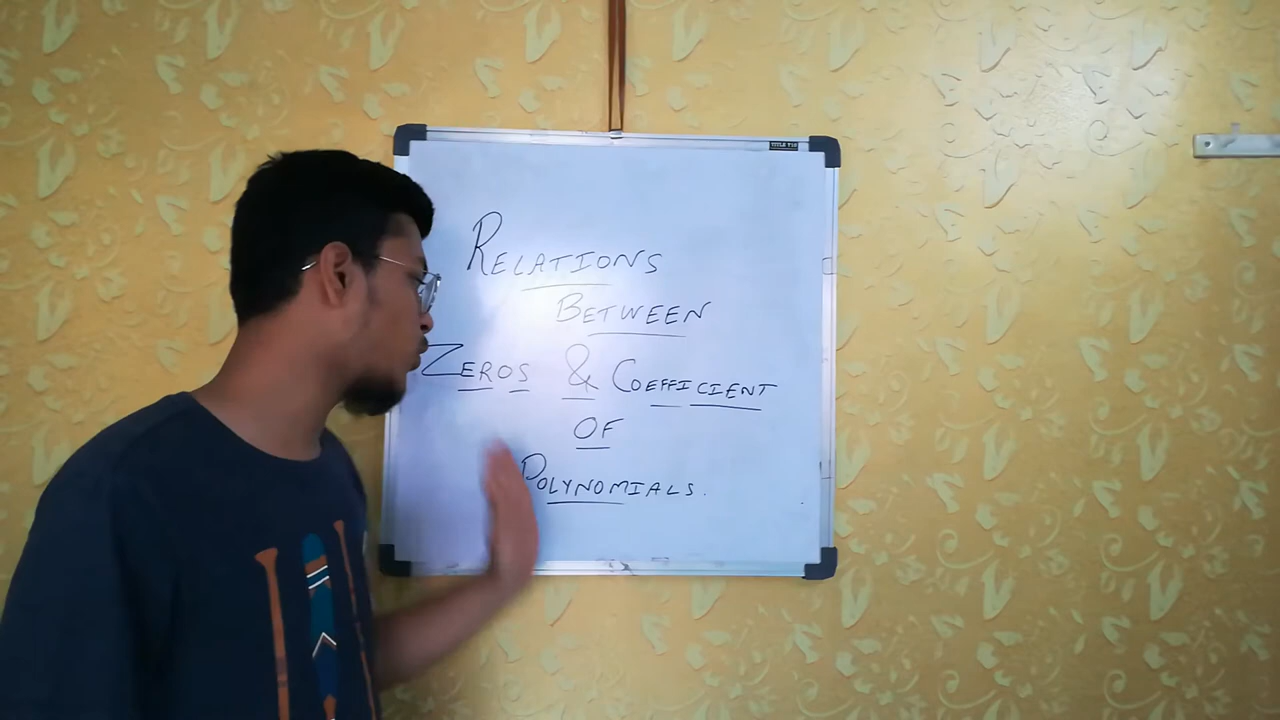 RELATIONS
BETWEEN
ZEROS & COEFFICIENT
OF
POLYNOMIALS.